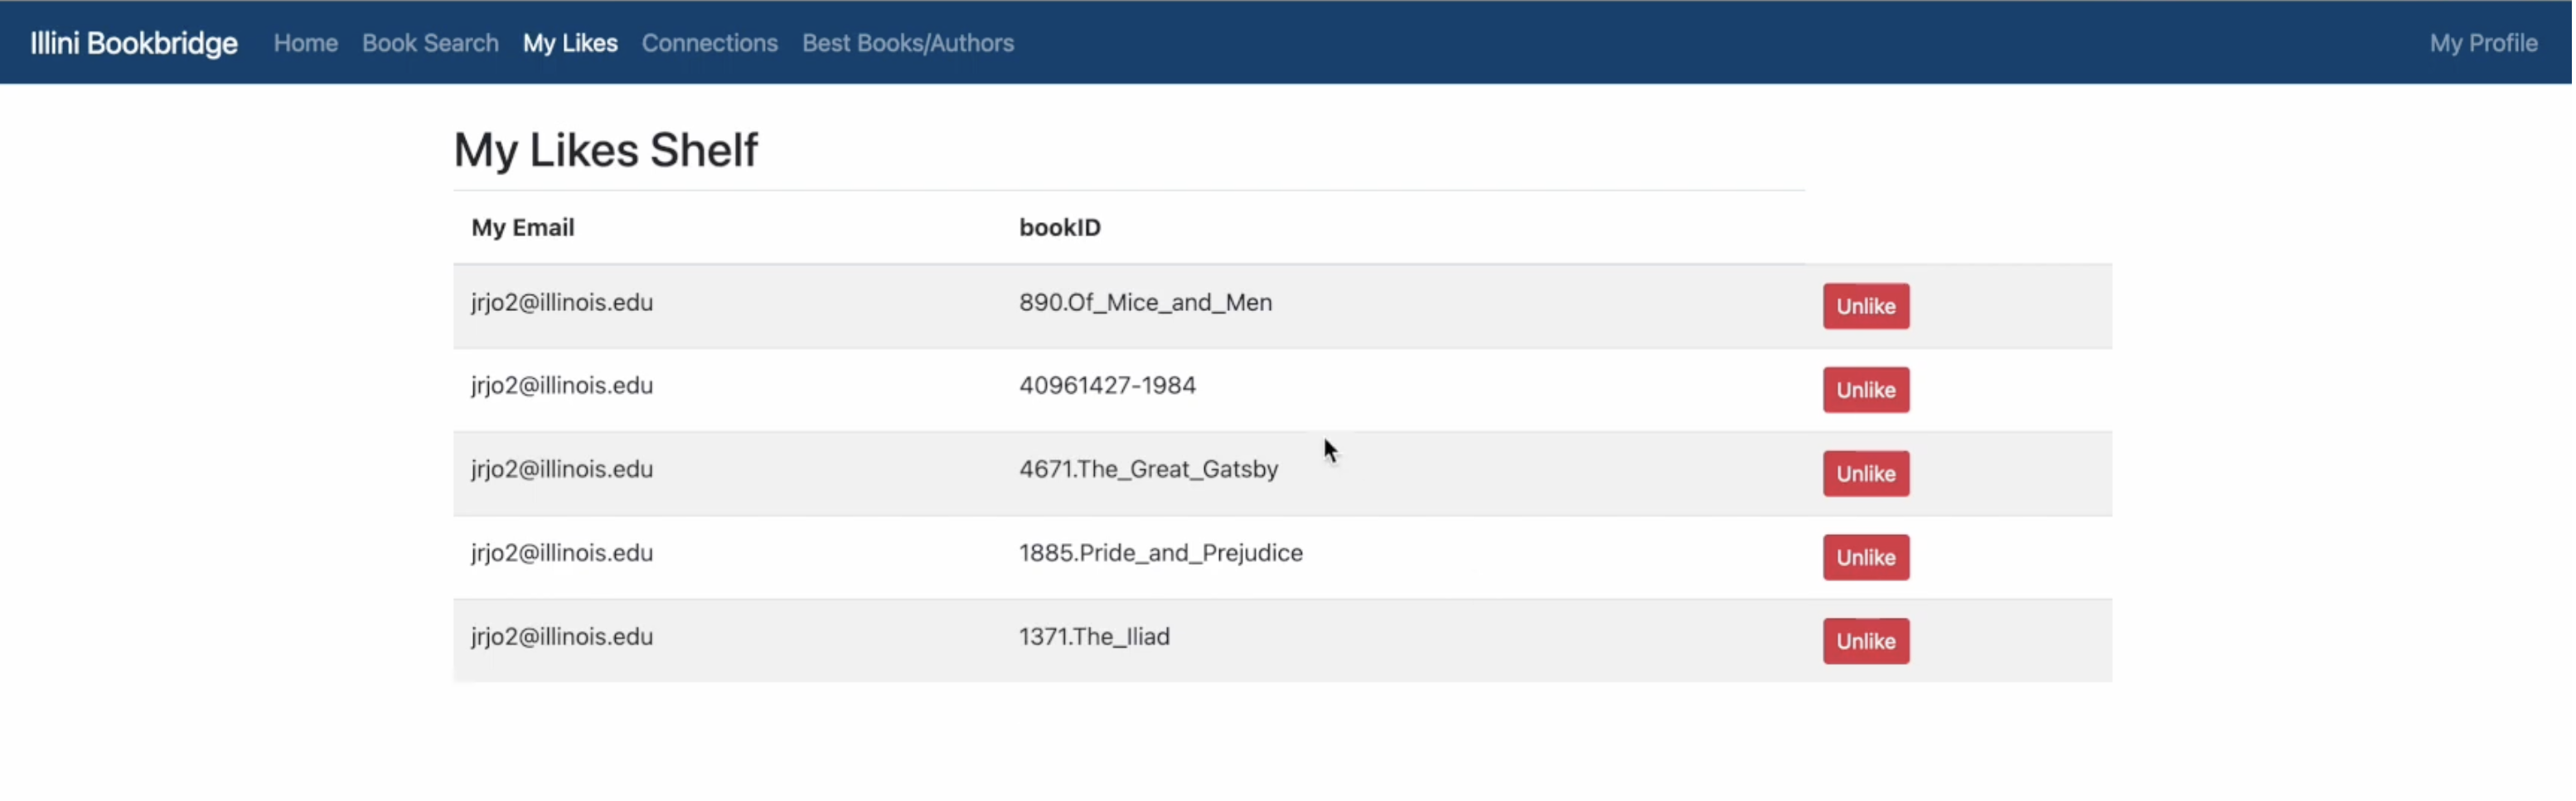 Illini Bookbridge Home Book Search My Likes Connections Best Books/Authors My Profile
My Likes Shelf
My Email bookID
jrjo2@illinois.edu 890.Of_Mice_and_Men Unlike
jrjo2@illinois.edu 40961427-1984 Unlike
jrjo2@illinois.edu 4671.The_Great_Gatsby Unlike
jrjo2@illinois.edu 1885.Pride_and_Prejudice Unlike
jrjo2@illinois.edu 1371.The_Iliad Unlike